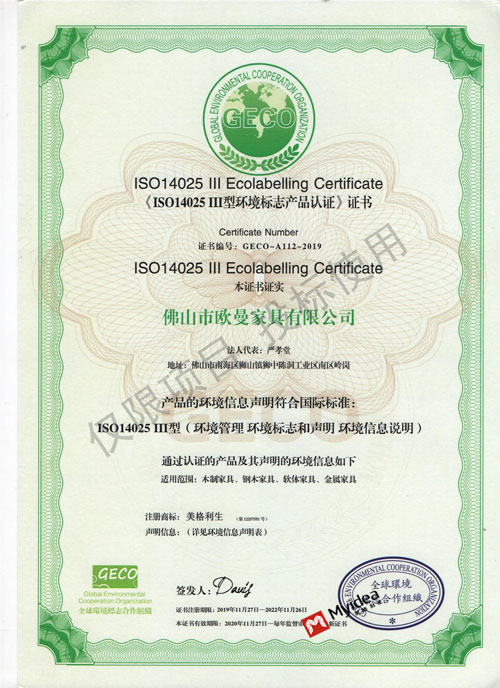 GLOBAL ENVIRONMENTAL COOPERATION ORGANIZATION
GECO
ISO14025 III Ecolabelling Certificate
《ISO14025 III型环境标志产品认证》证书
Certificate Number
证书编号：GECO-A112-2019
ISO14025 III Ecolabelling Certificate
本证书证实
佛山市欧曼家具有限公司
法人代表：严孝堂
地址：佛山市南海区狮山镇狮中陈洞工业区南区岭岗
产品的环境信息声明符合国际标准：
ISO14025 III型（环境管理 环境标志和声明 环境信息说明）
通过认证的产品及其声明的环境信息如下
适用范围：木制家具、钢木家具、软体家具、金属家具
注册商标：美格利生
声明信息：（详见环境信息声明表）
GECO
Global Environmental
Cooperation Organization
全球環境標志合作組織
签发人：Davis
证书注册期限：2019年11月27日—2022年11月26日
本证书有效期限：2020年11月27日—每年监督 新证书
全球環境
合作組織
Myidea
仅限项目 投标使用